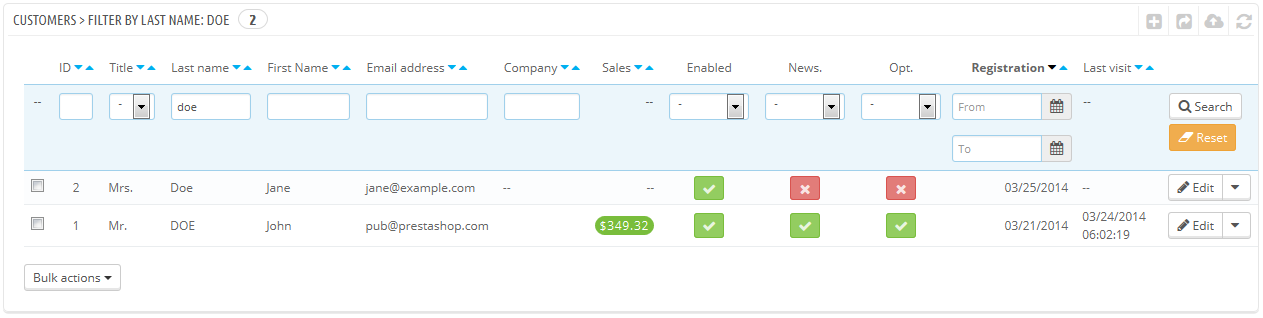 CUSTOMERS > FILTER BY LAST NAME: DOE 2
ID Title Last name First Name Email address Company Sales Enabled News. Opt. Registration Last visit
-- - doe -- - - - From -- Search
To Reset
2 Mrs. Doe Jane jane@example.com -- -- 03/25/2014 -- Edit
1 Mr. DOE John pub@prestashop.com $349.32 03/21/2014 03/24/2014 06:02:19 Edit
Bulk actions